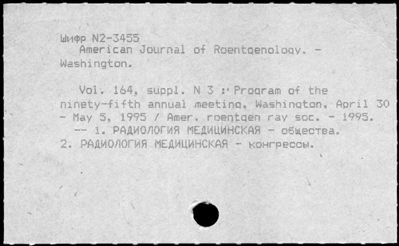 Шифр N2-3455
American Journal of Roentgenology. -
Washington.
Vol. 164, suppl. N 3 : Program of the
ninety-fifth annual meeting, Washington, April 30
- May 5, 1995 / Amer. roentgen ray soc. - 1995.
-- 1. РАДИОЛОГИЯ МЕДИЦИНСКАЯ - общества.
2. РАДИОЛОГИЯ МЕДИЦИНСКАЯ - конгрессы.